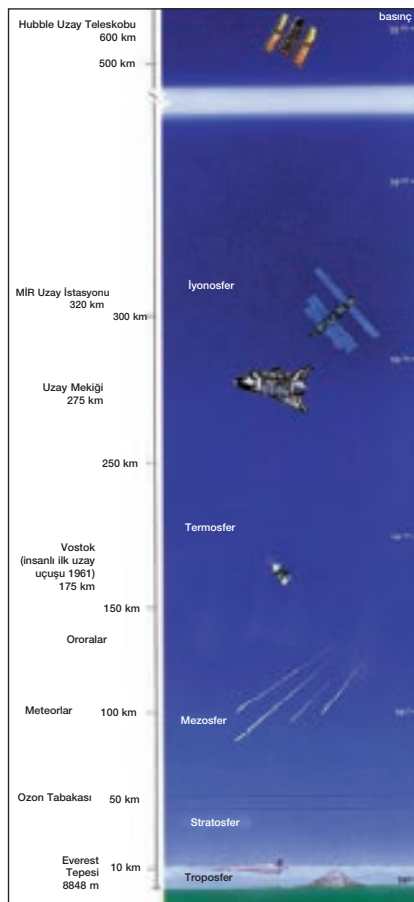 Hubble Uzay Teleskobu
600 km
basınç
500 km
İyonosfer
MİR Uzay İstasyonu
320 km
300 km
Uzay Mekiği
275 km
250 km
Termosfer
Vostok
(insanlı ilk uzay
uçuşu 1961)
175 km
150 km
Ororalar
Meteorlar
100 km
Mezosfer
Ozon Tabakası
50 km
Stratosfer
Everest
Tepesi
8848 m
10 km
Troposfer